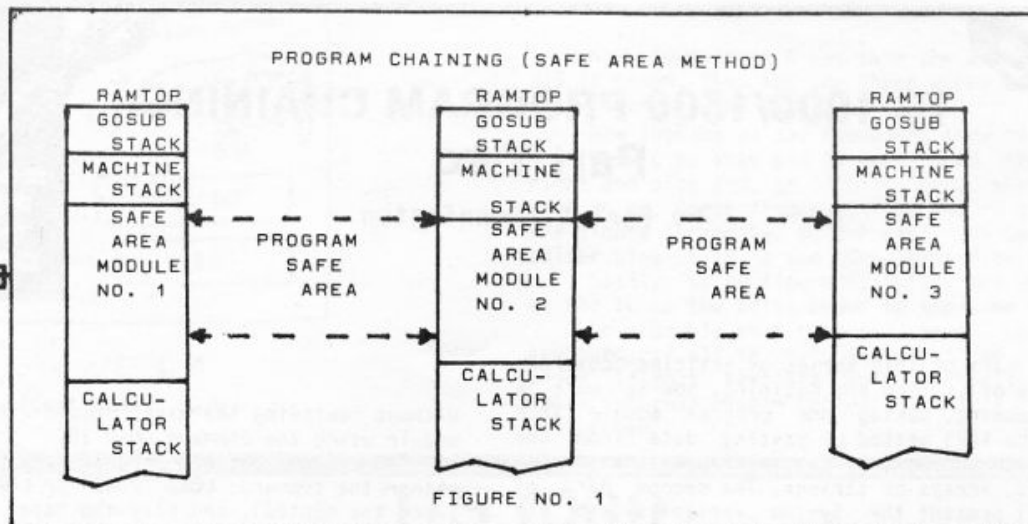 PROGRAM CHAINING (SAFE AREA METHOD)
RAMTOP
GOSUB
STACK
MACHINE
STACK
SAFE
AREA
MODULE
NO. 1
CALCU-
LATOR
STACK
PROGRAM
SAFE
AREA
RAMTOP
GOSUB
STACK
MACHINE
STACK
SAFE
AREA
MODULE
NO. 2
CALCU-
LATOR
STACK
PROGRAM
SAFE
AREA
RAMTOP
GOSUB
STACK
MACHINE
STACK
SAFE
AREA
MODULE
NO. 3
CALCU-
LATOR
STACK
FIGURE NO. 1